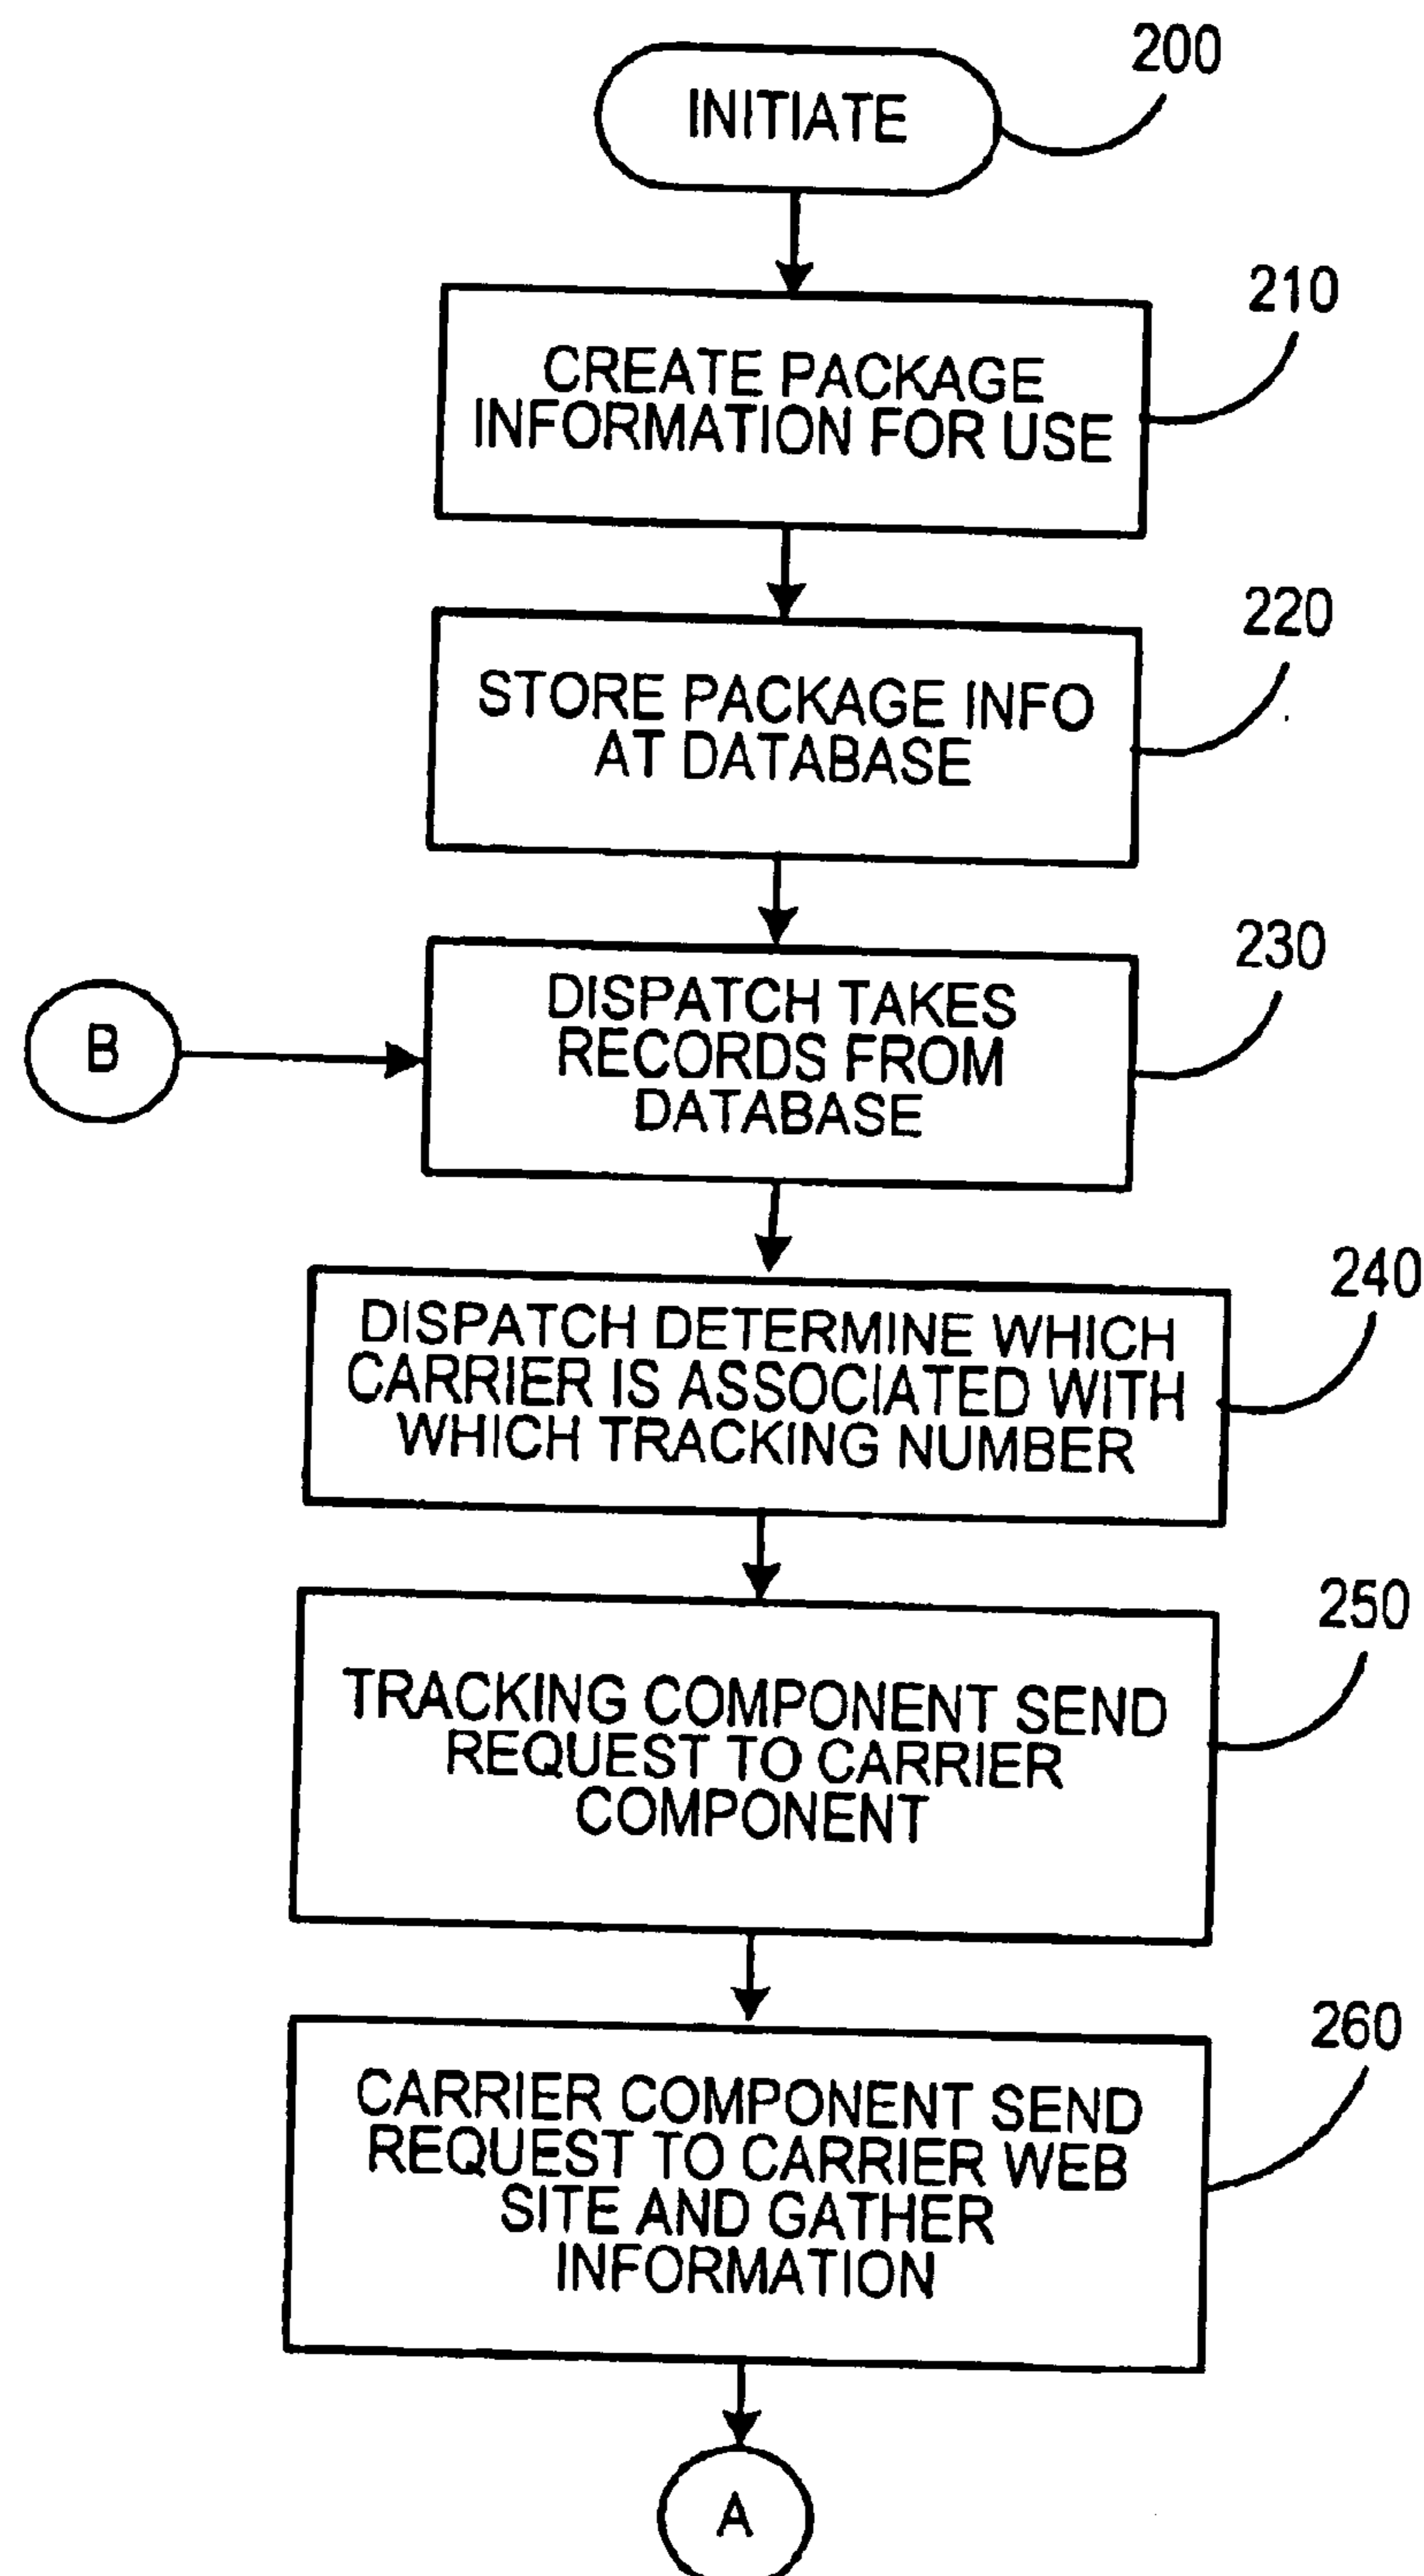 200
INITIATE
210
CREATE PACKAGE
INFORMATION FOR USE
220
STORE PACKAGE INFO
AT DATABASE
230
DISPATCH TAKES
RECORDS FROM
DATABASE
B
240
DISPATCH DETERMINE WHICH
CARRIER IS ASSOCIATED WITH
WHICH TRACKING NUMBER
250
TRACKING COMPONENT SEND
REQUEST TO CARRIER
COMPONENT
260
CARRIER COMPONENT SEND
REQUEST TO CARRIER WEB
SITE AND GATHER
INFORMATION
A